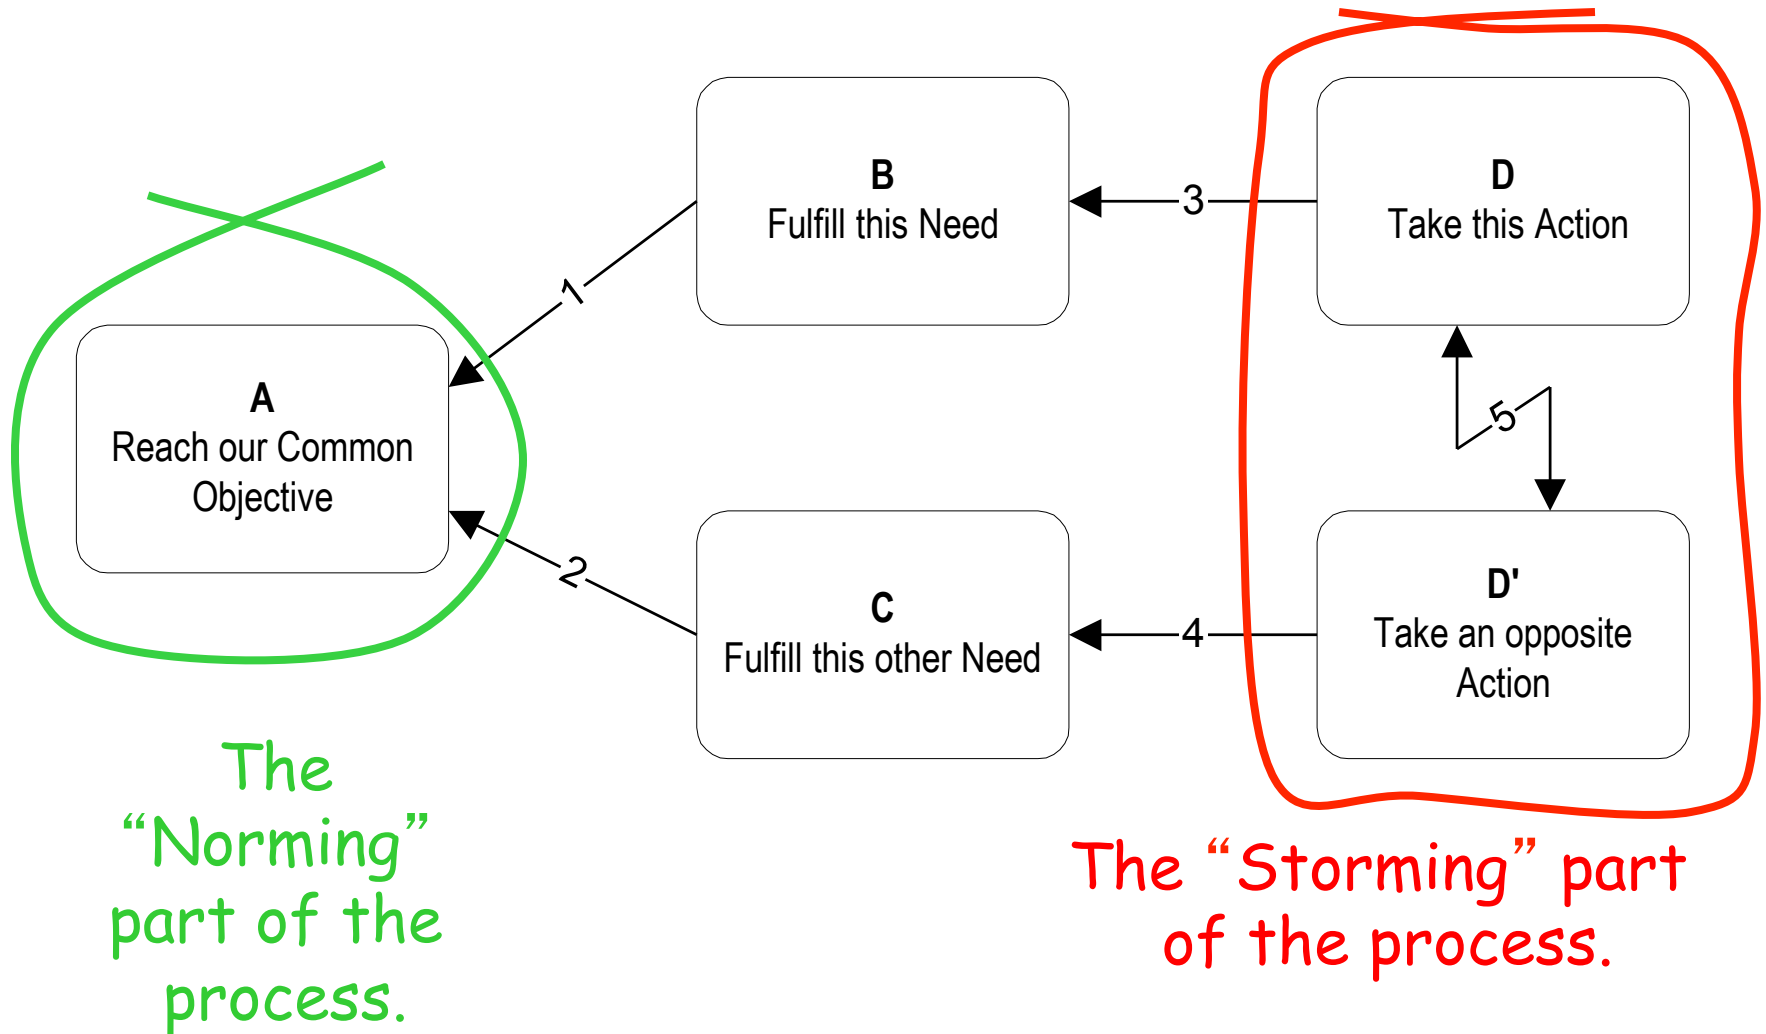 B
Fulfill this Need
3
D
Take this Action
1
A
Reach our Common
Objective
5
2
C
Fulfill this other Need
4
D'
Take an opposite
Action
The
“Norming”
part of the
process.
The “Storming” part
of the process.